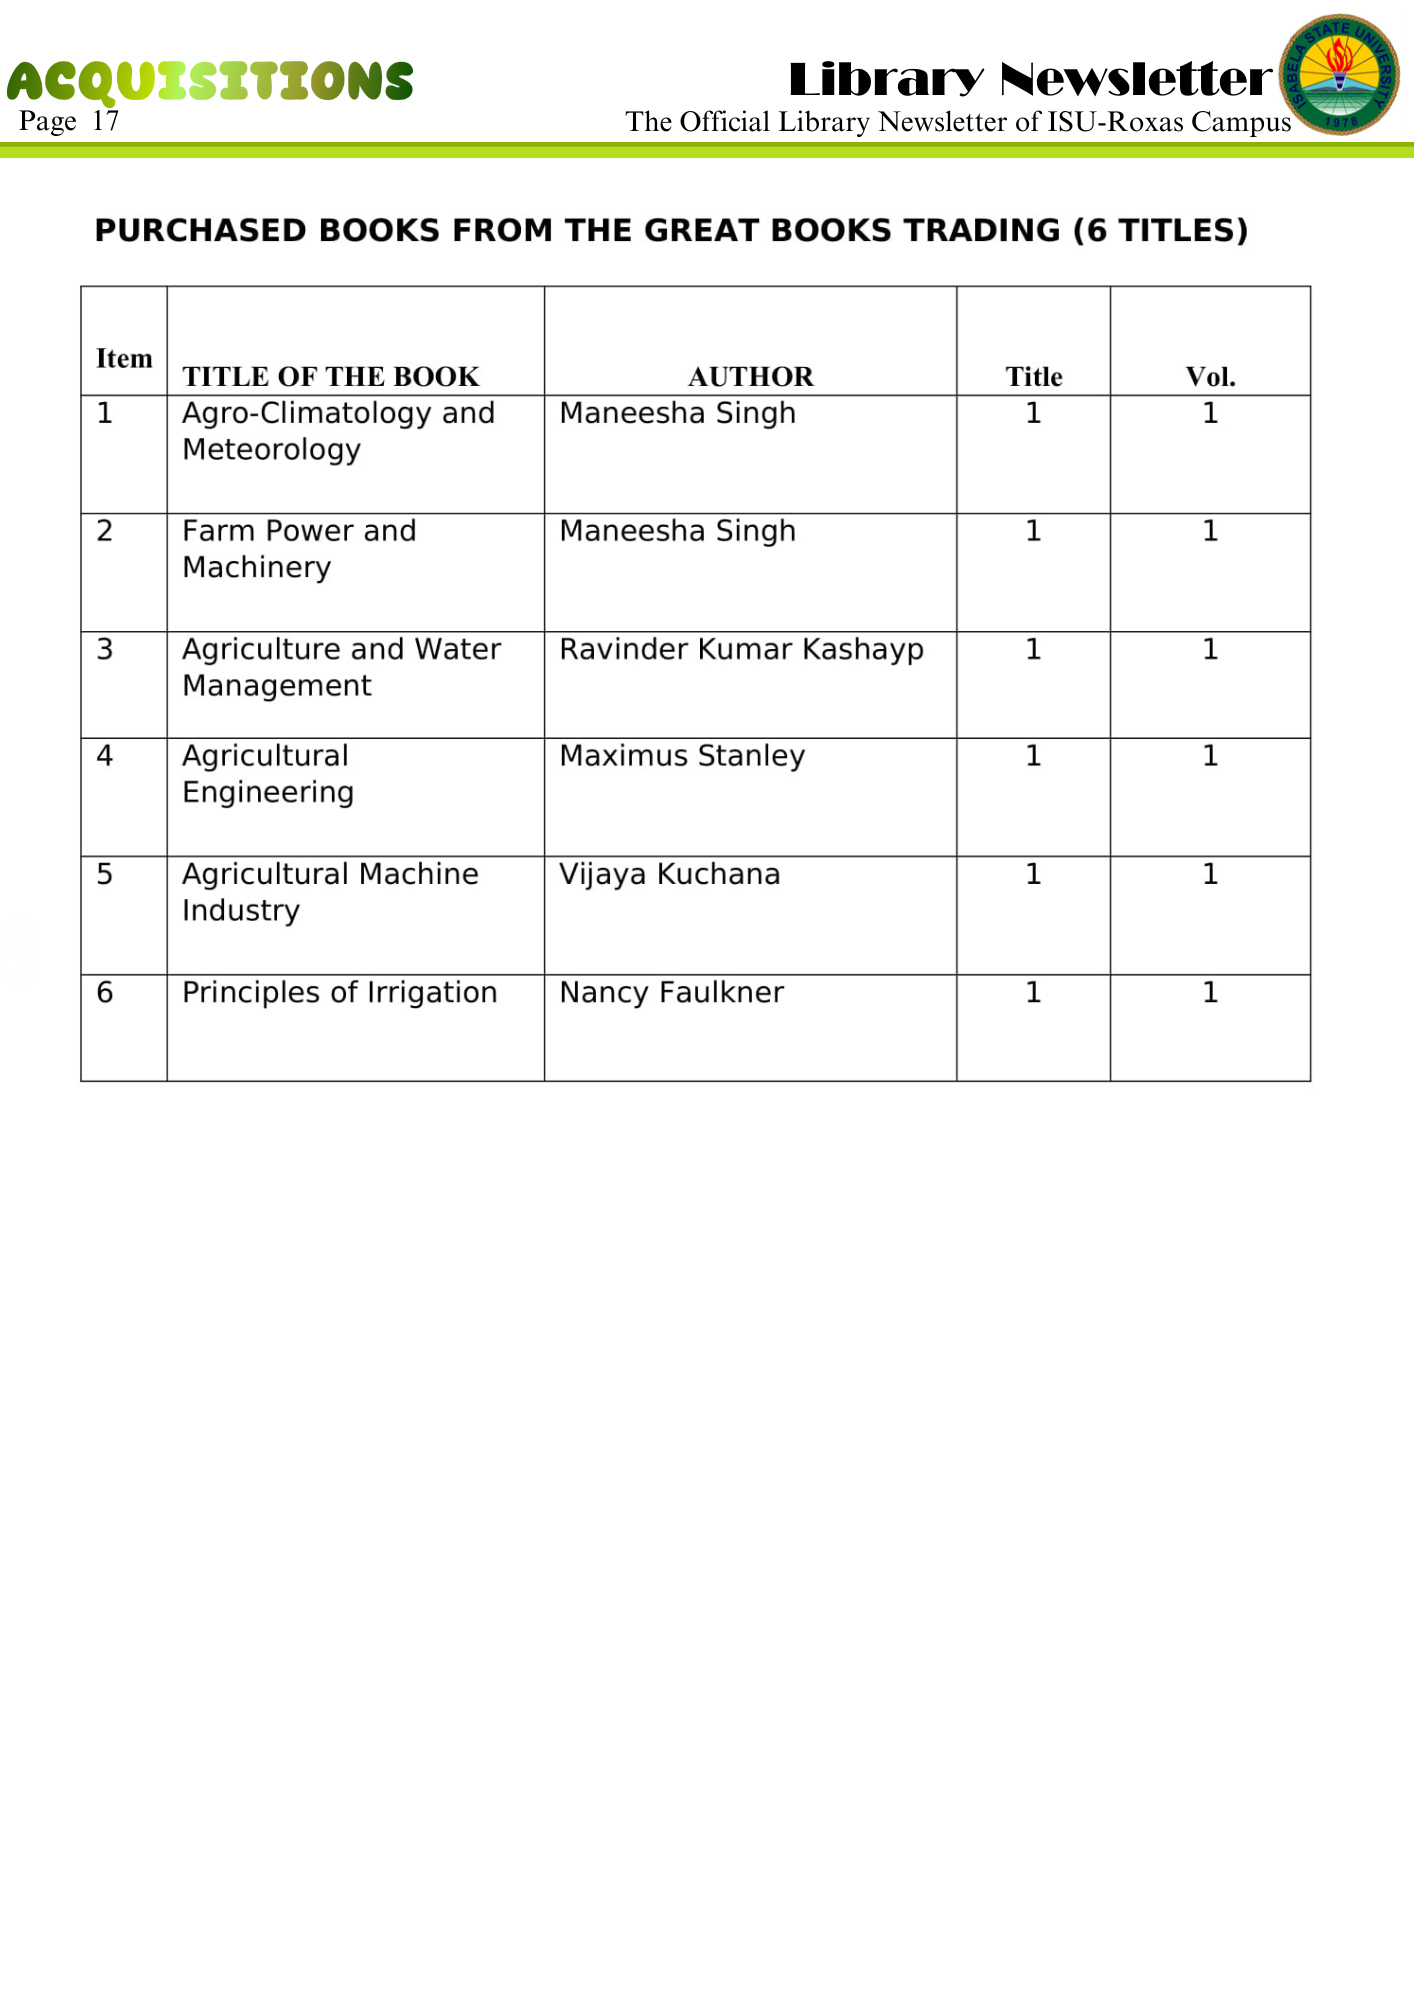 ACQUISITIONS
Page 17
Library Newsletter
The Official Library Newsletter of ISU-Roxas Campus
ISABELA STATE UNIVERSITY
1978
PURCHASED BOOKS FROM THE GREAT BOOKS TRADING (6 TITLES)
Item TITLE OF THE BOOK AUTHOR Title Vol.
1 Agro-Climatology and Maneesha Singh 1 1
Meteorology
2 Farm Power and Maneesha Singh 1 1
Machinery
3 Agriculture and Water Ravinder Kumar Kashayp 1 1
Management
4 Agricultural Maximus Stanley 1 1
Engineering
5 Agricultural Machine Vijaya Kuchana 1 1
Industry
6 Principles of Irrigation Nancy Faulkner 1 1